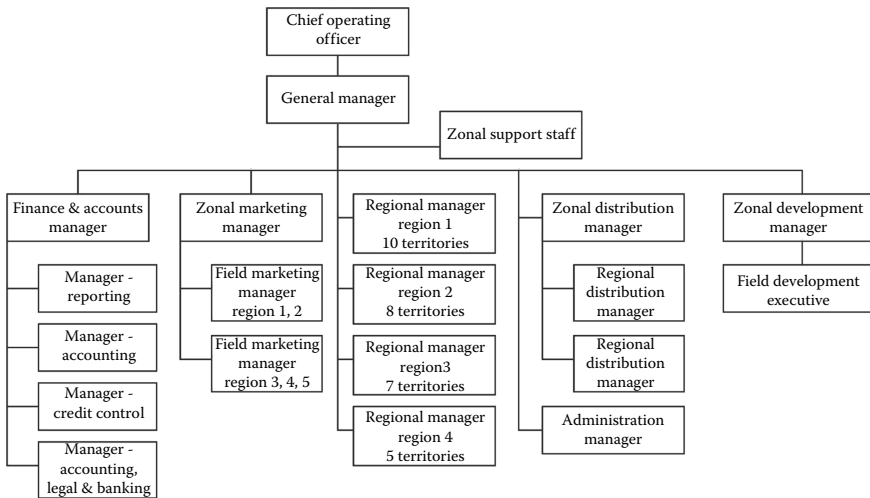 Chief operating
officer
General manager
Zonal support staff
Finance & accounts
manager
Manager -
reporting
Manager -
accounting
Manager -
credit control
Manager -
accounting,
legal & banking
Zonal marketing
manager
Field marketing
manager
region 1, 2
Field marketing
manager
region 3, 4, 5
Regional manager
region 1
10 territories
Regional manager
region 2
8 territories
Regional manager
region3
7 territories
Regional manager
region 4
5 territories
Zonal distribution
manager
Regional
distribution
manager
Regional
distribution
manager
Administration
manager
Zonal development
manager
Field development
executive